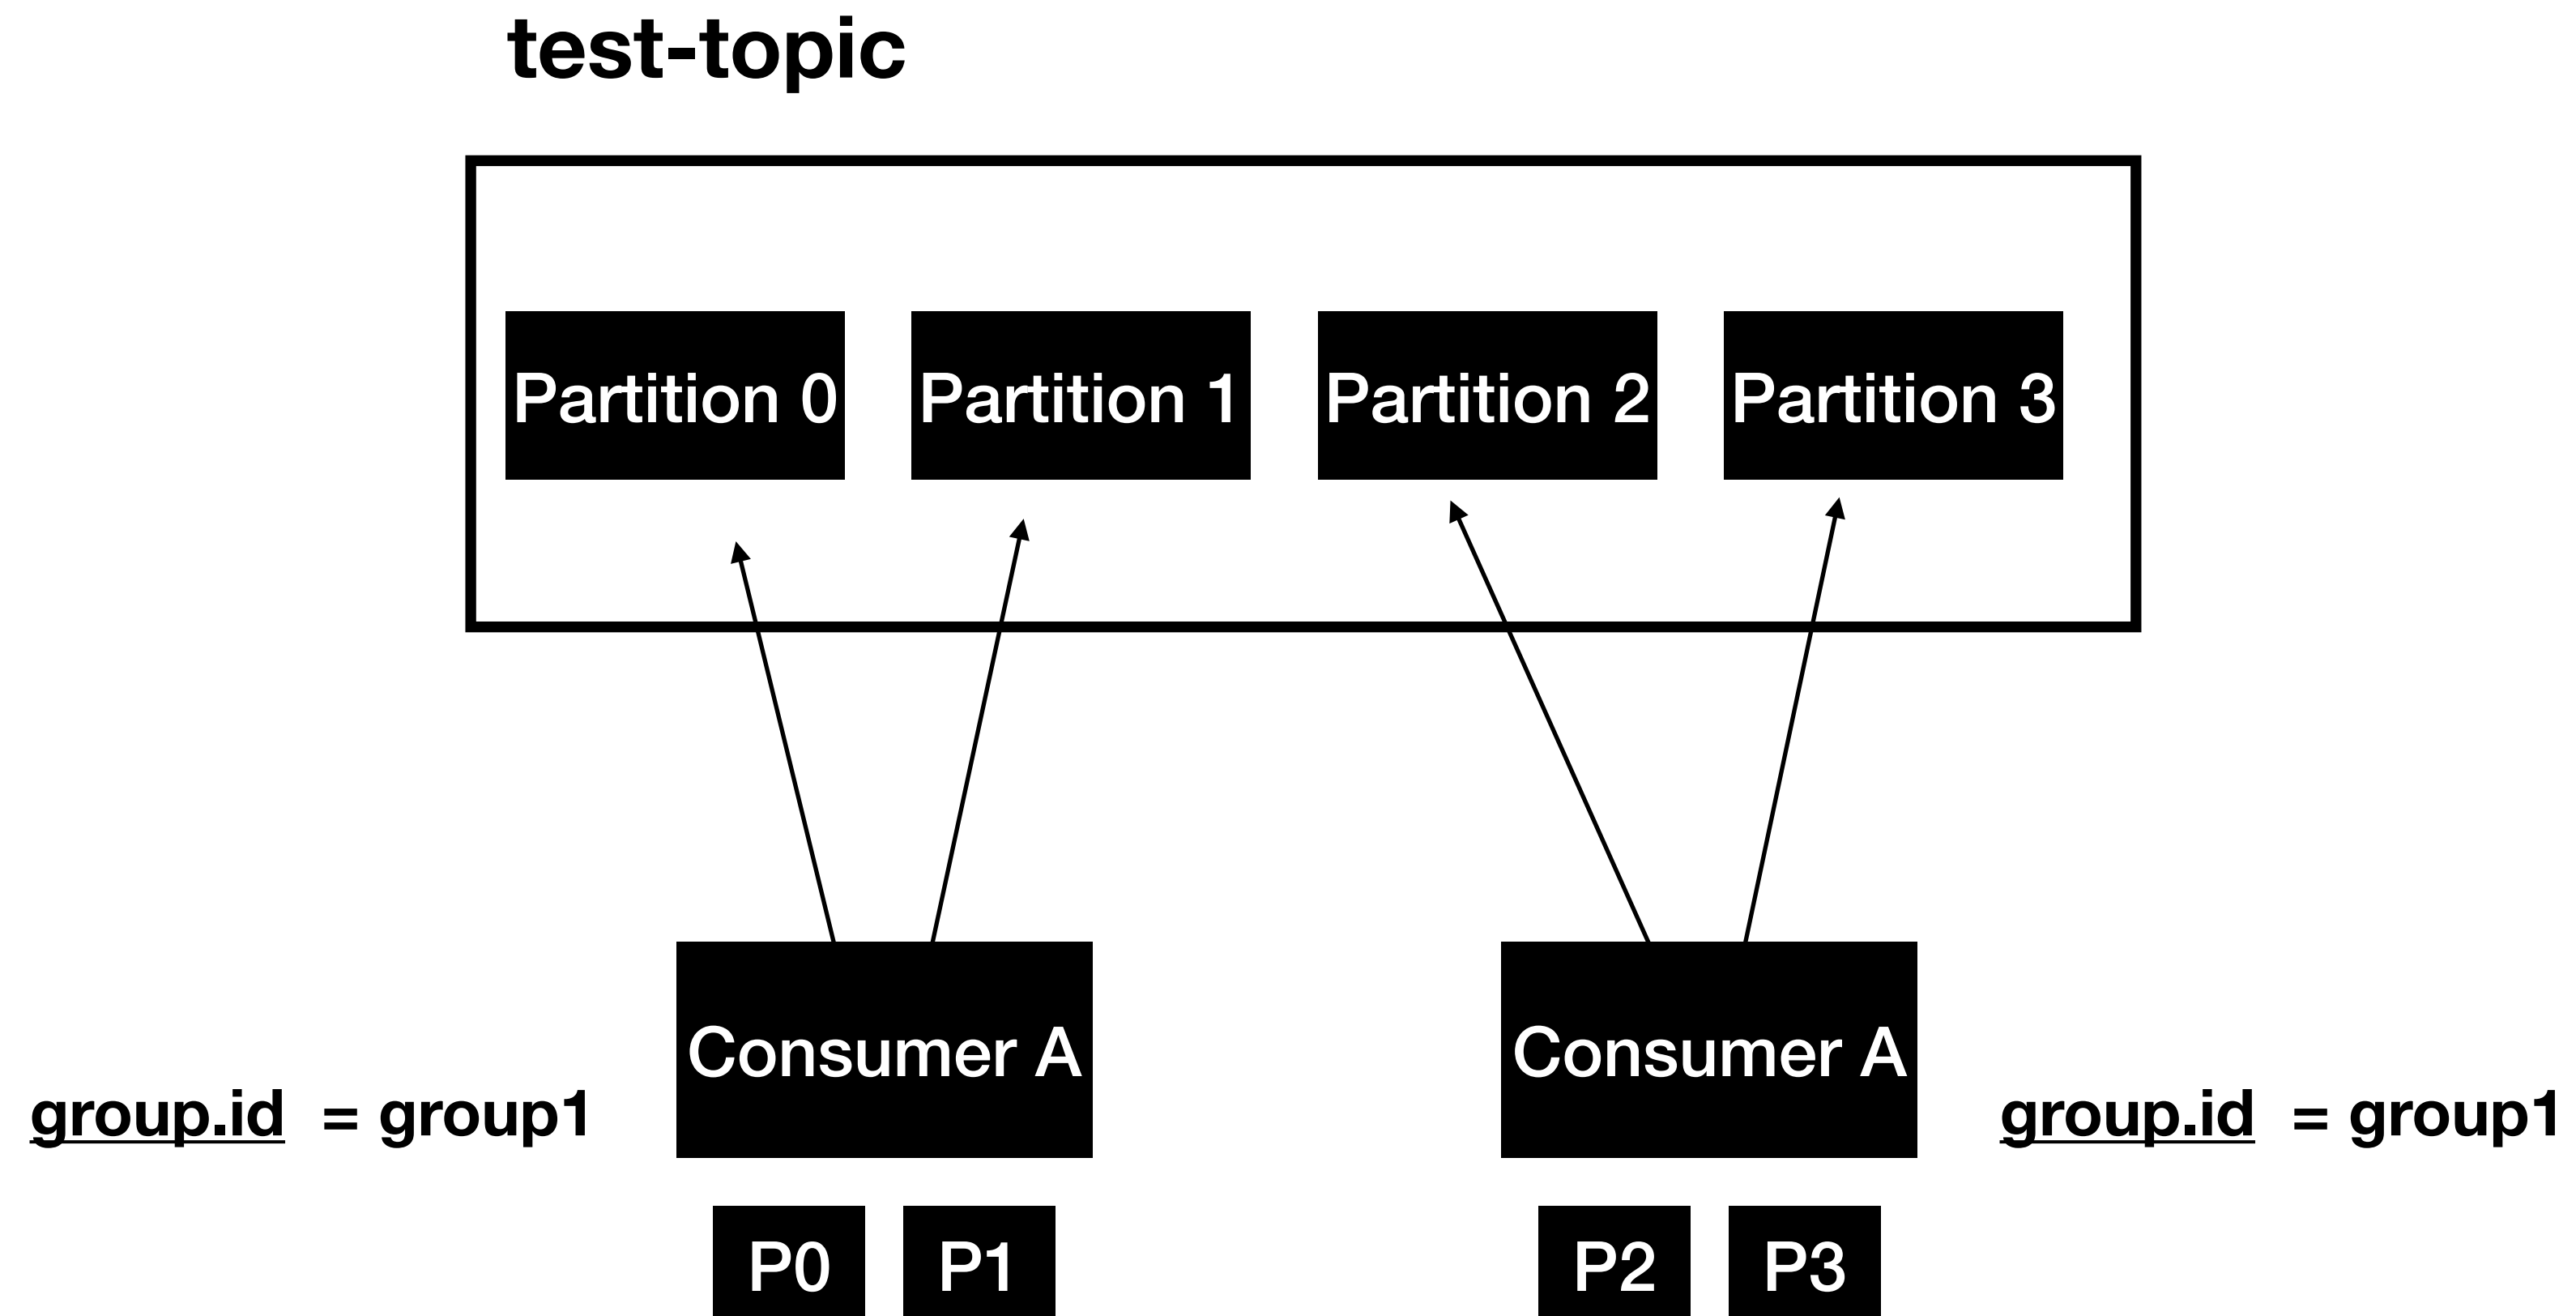 test-topic
Partition 0 Partition 1 Partition 2 Partition 3
Consumer A Consumer A
group.id = group1 group.id = group1
P0 P1 P2 P3